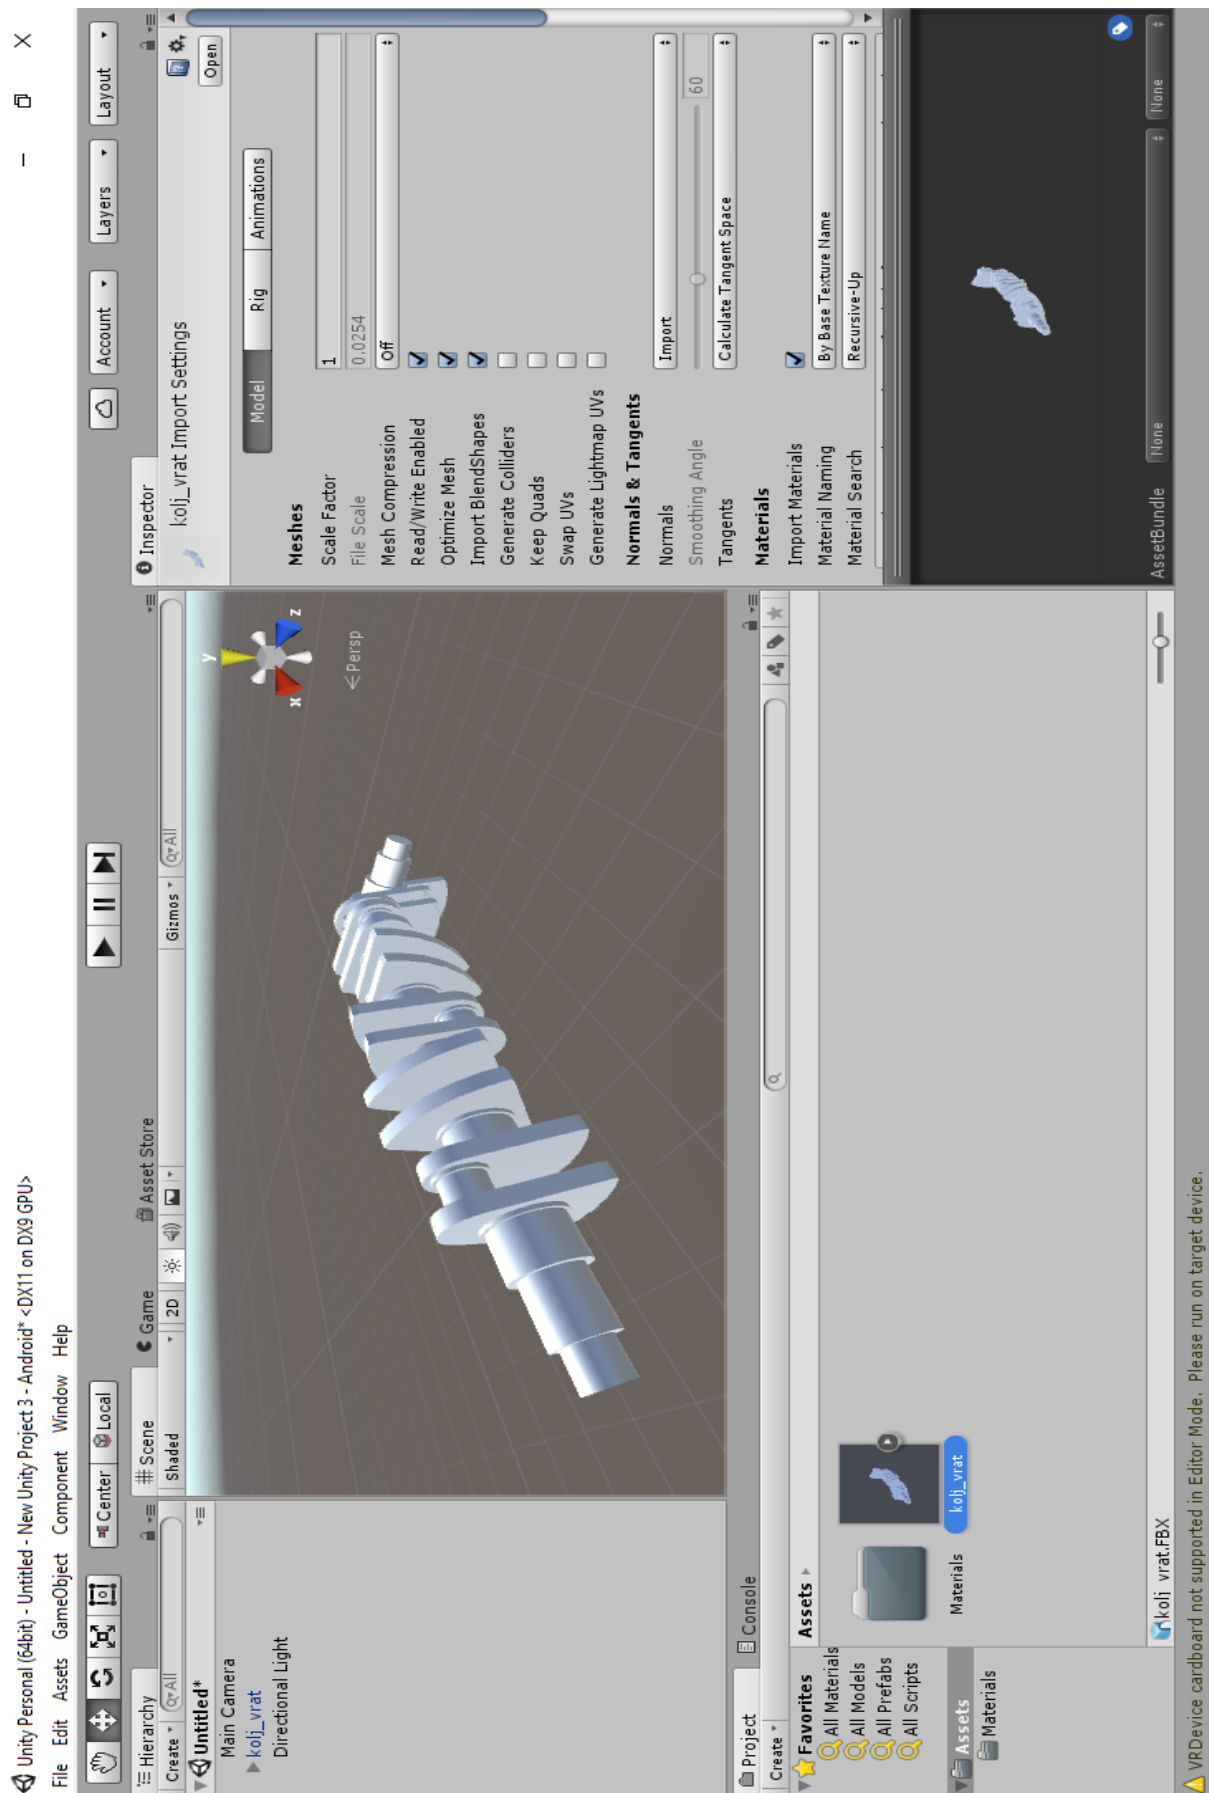 Unity Personal (64bit) - Untitled - New Unity Project 3 - Android* <DX11 on DX9 GPU>
File Edit Assets GameObject Component Window Help
Center Local
Account Layers Layout
Hierarchy
Create All
Untitled*
Main Camera
kolj_vrat
Directional Light
Scene Game Asset Store
Shaded 2D Gizmos All
y
x z
Persp
Inspector
kolj_vrat Import Settings
Open
Model Rig Animations
Meshes
Scale Factor 1
File Scale 0.0254
Mesh Compression Off
Read/Write Enabled
Optimize Mesh
Import BlendShapes
Generate Colliders
Keep Quads
Swap UVs
Generate Lightmap UVs
Normals & Tangents
Normals Import
Smoothing Angle 60
Tangents Calculate Tangent Space
Materials
Import Materials
Material Naming By Base Texture Name
Material Search Recursive-Up
AssetBundle None None
Project Console
Create
Favorites
All Materials
All Models
All Prefabs
All Scripts
Assets
Materials
Assets
Materials
kolj_vrat
kolj_vrat.FBX
VRDevice cardboard not supported in Editor Mode. Please run on target device.